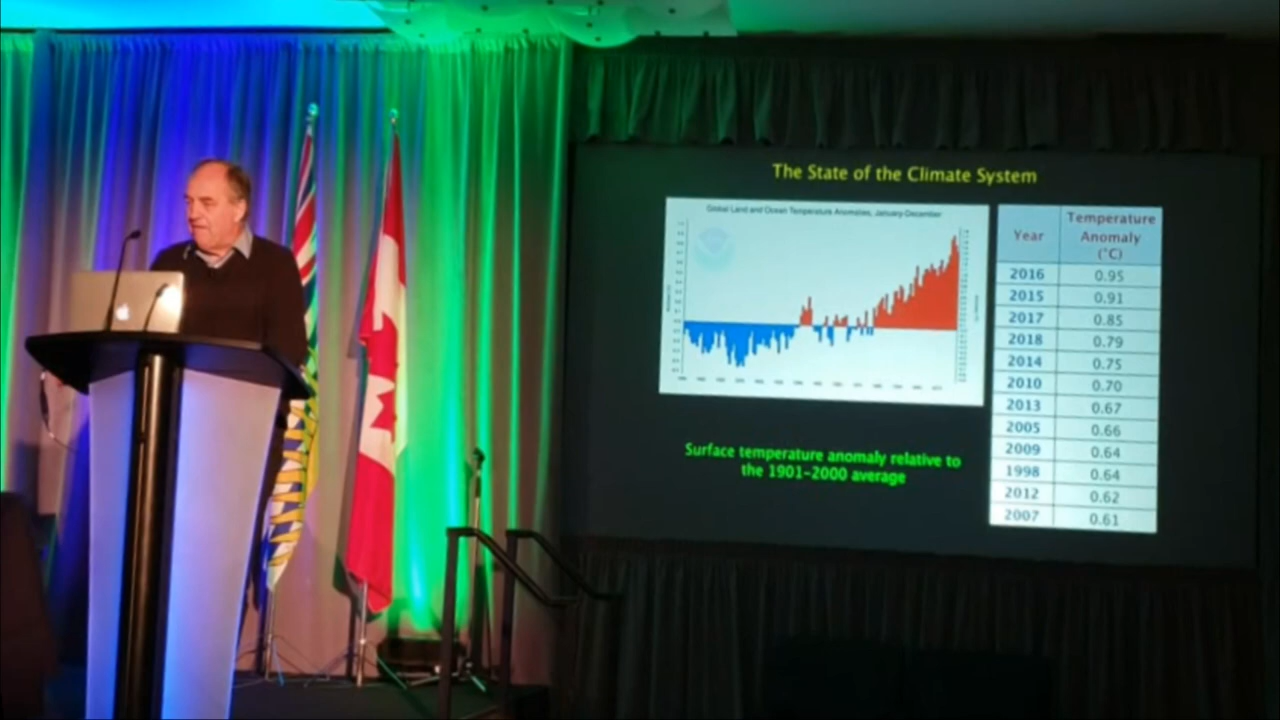 The State of the Climate System
Global Land and Ocean Temperature Anomalies, January-December
Surface temperature anomaly relative to
the 1901-2000 average
Year Temperature
Anomaly
(°C)
2016 0.95
2015 0.91
2017 0.85
2018 0.79
2014 0.75
2010 0.70
2013 0.67
2005 0.66
2009 0.64
1998 0.64
2012 0.62
2007 0.61